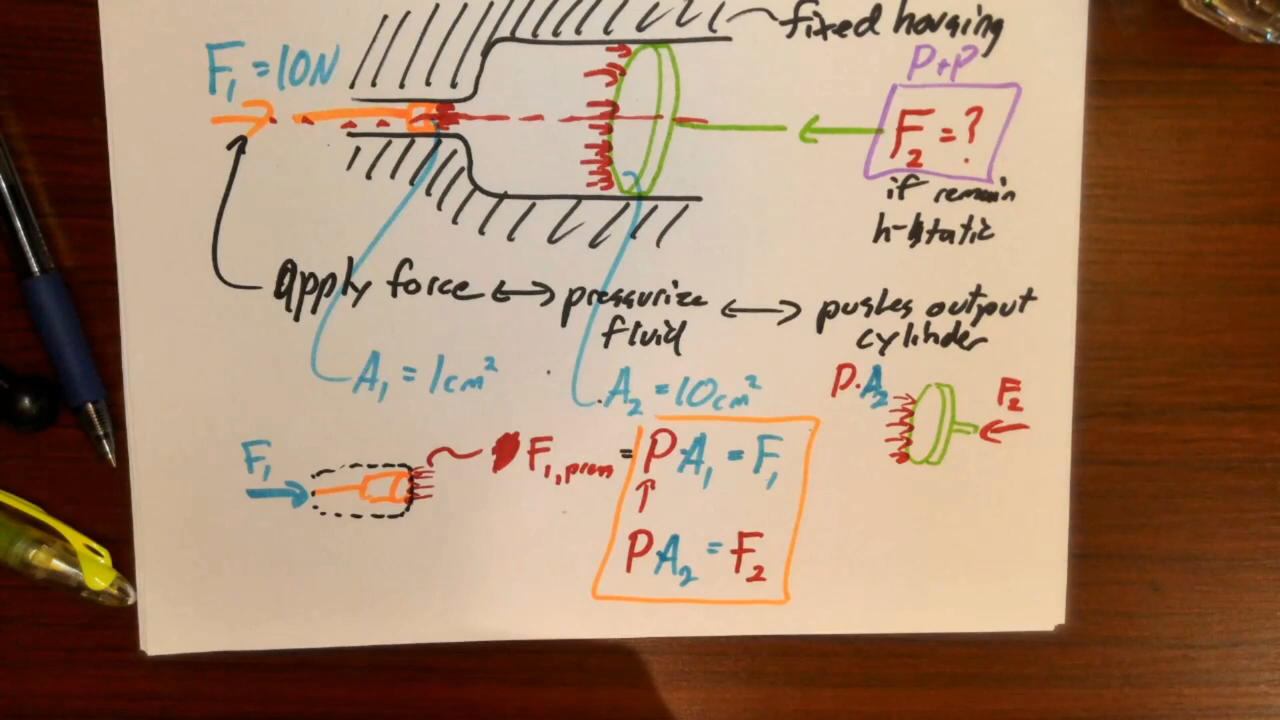 fixed housing
F₁ = 10N
P+P
F₂ = ?
if remain
h-static
apply force ↔ pressurize fluid ↔ pushes output cylinder
A₁ = 1cm²
A₂ = 10cm²
P·A₂
F₂
F₁
F₁,press = PA₁ = F₁
PA₂ = F₂